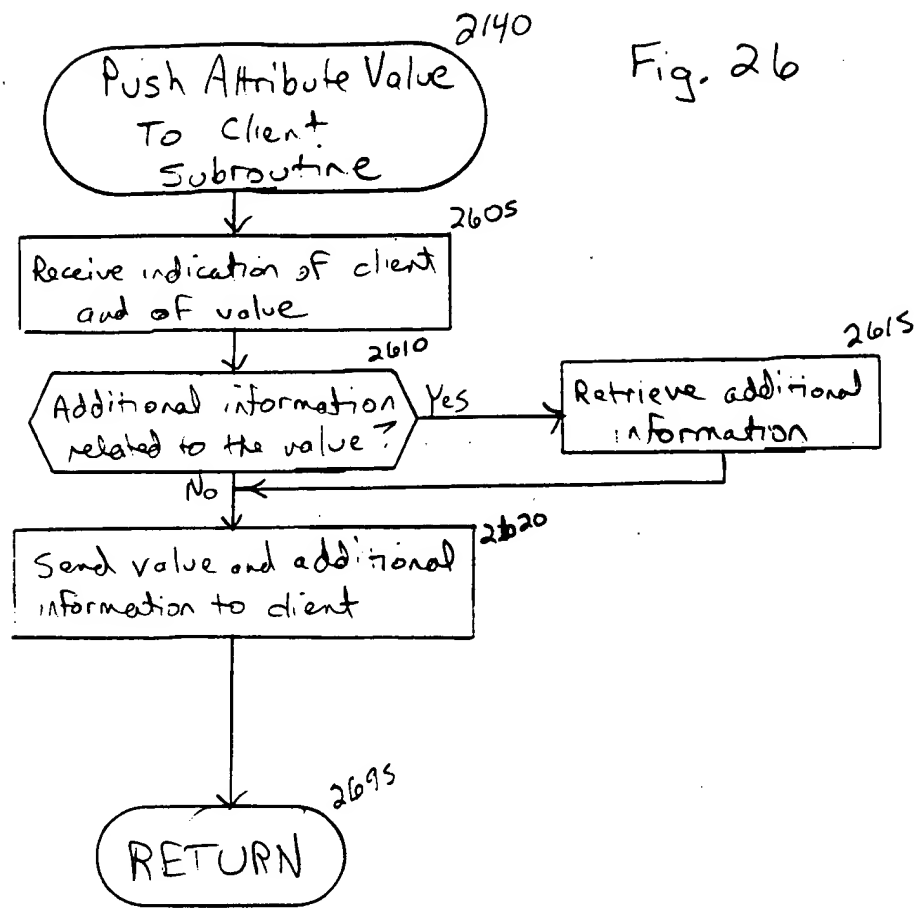 2140
Fig. 26
Push Attribute Value
To Client
Subroutine
2605
Receive indication of client
and of value
2610
Additional information
related to the value?
Yes
2615
Retrieve additional
information
No
2620
Send value and additional
information to client
2695
RETURN